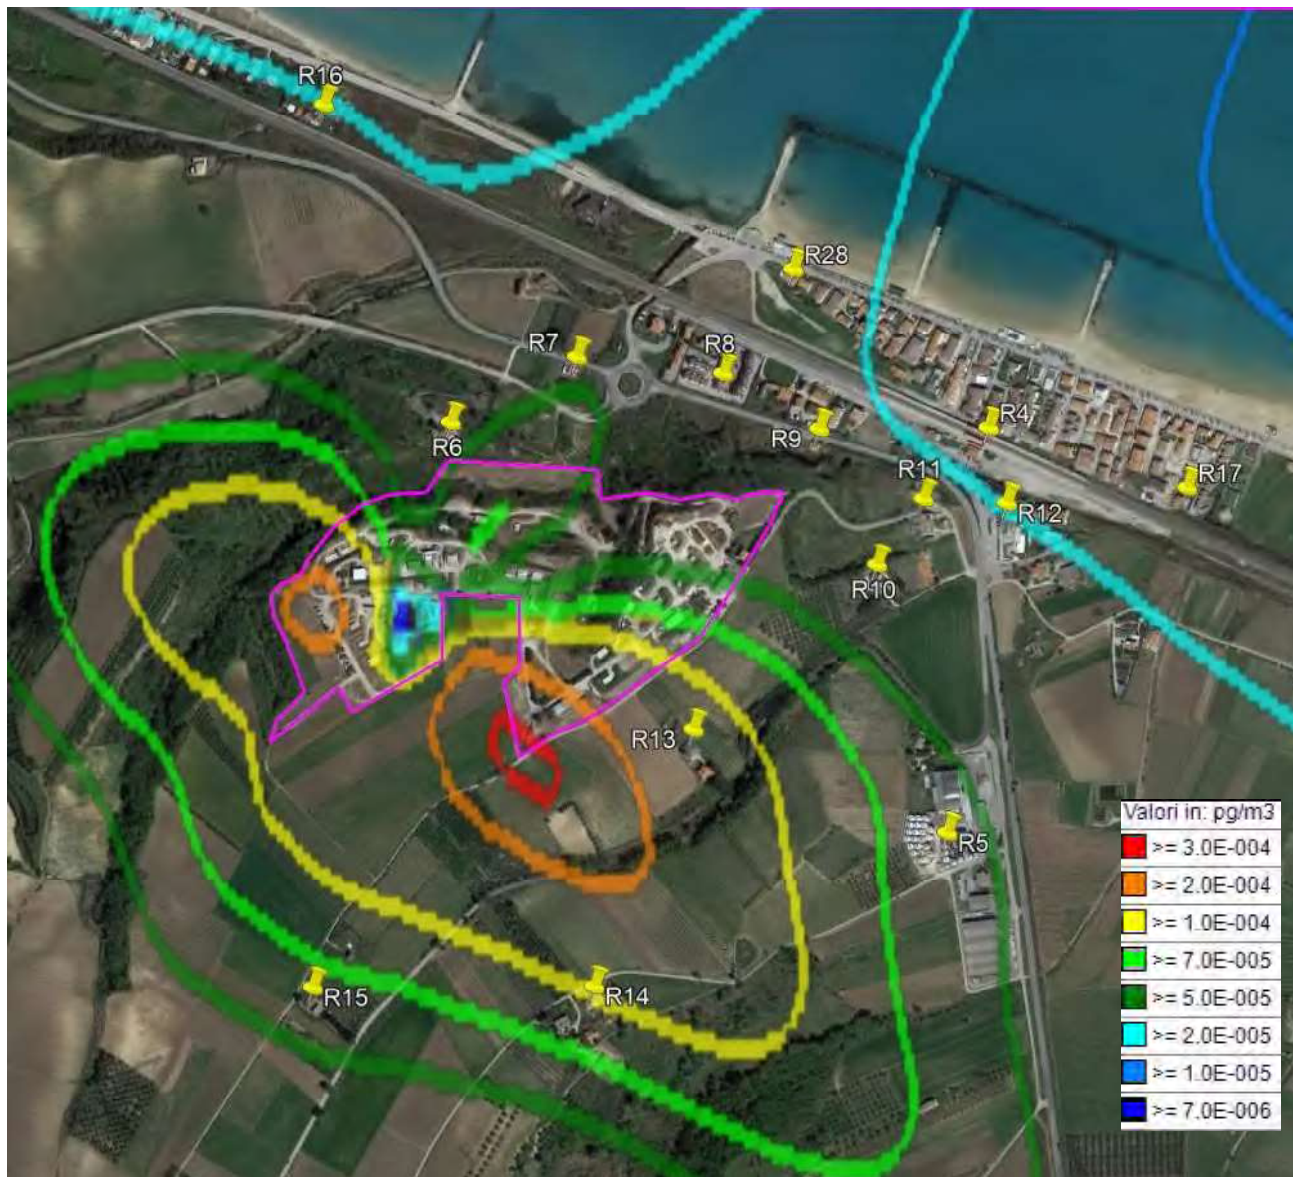 R16
R28
R7
R8
R6
R9
R4
R11
R17
R12
R10
R13
R5
R15
R14
Valori in: pg/m3
>= 3.0E-004
>= 2.0E-004
>= 1.0E-004
>= 7.0E-005
>= 5.0E-005
>= 2.0E-005
>= 1.0E-005
>= 7.0E-006